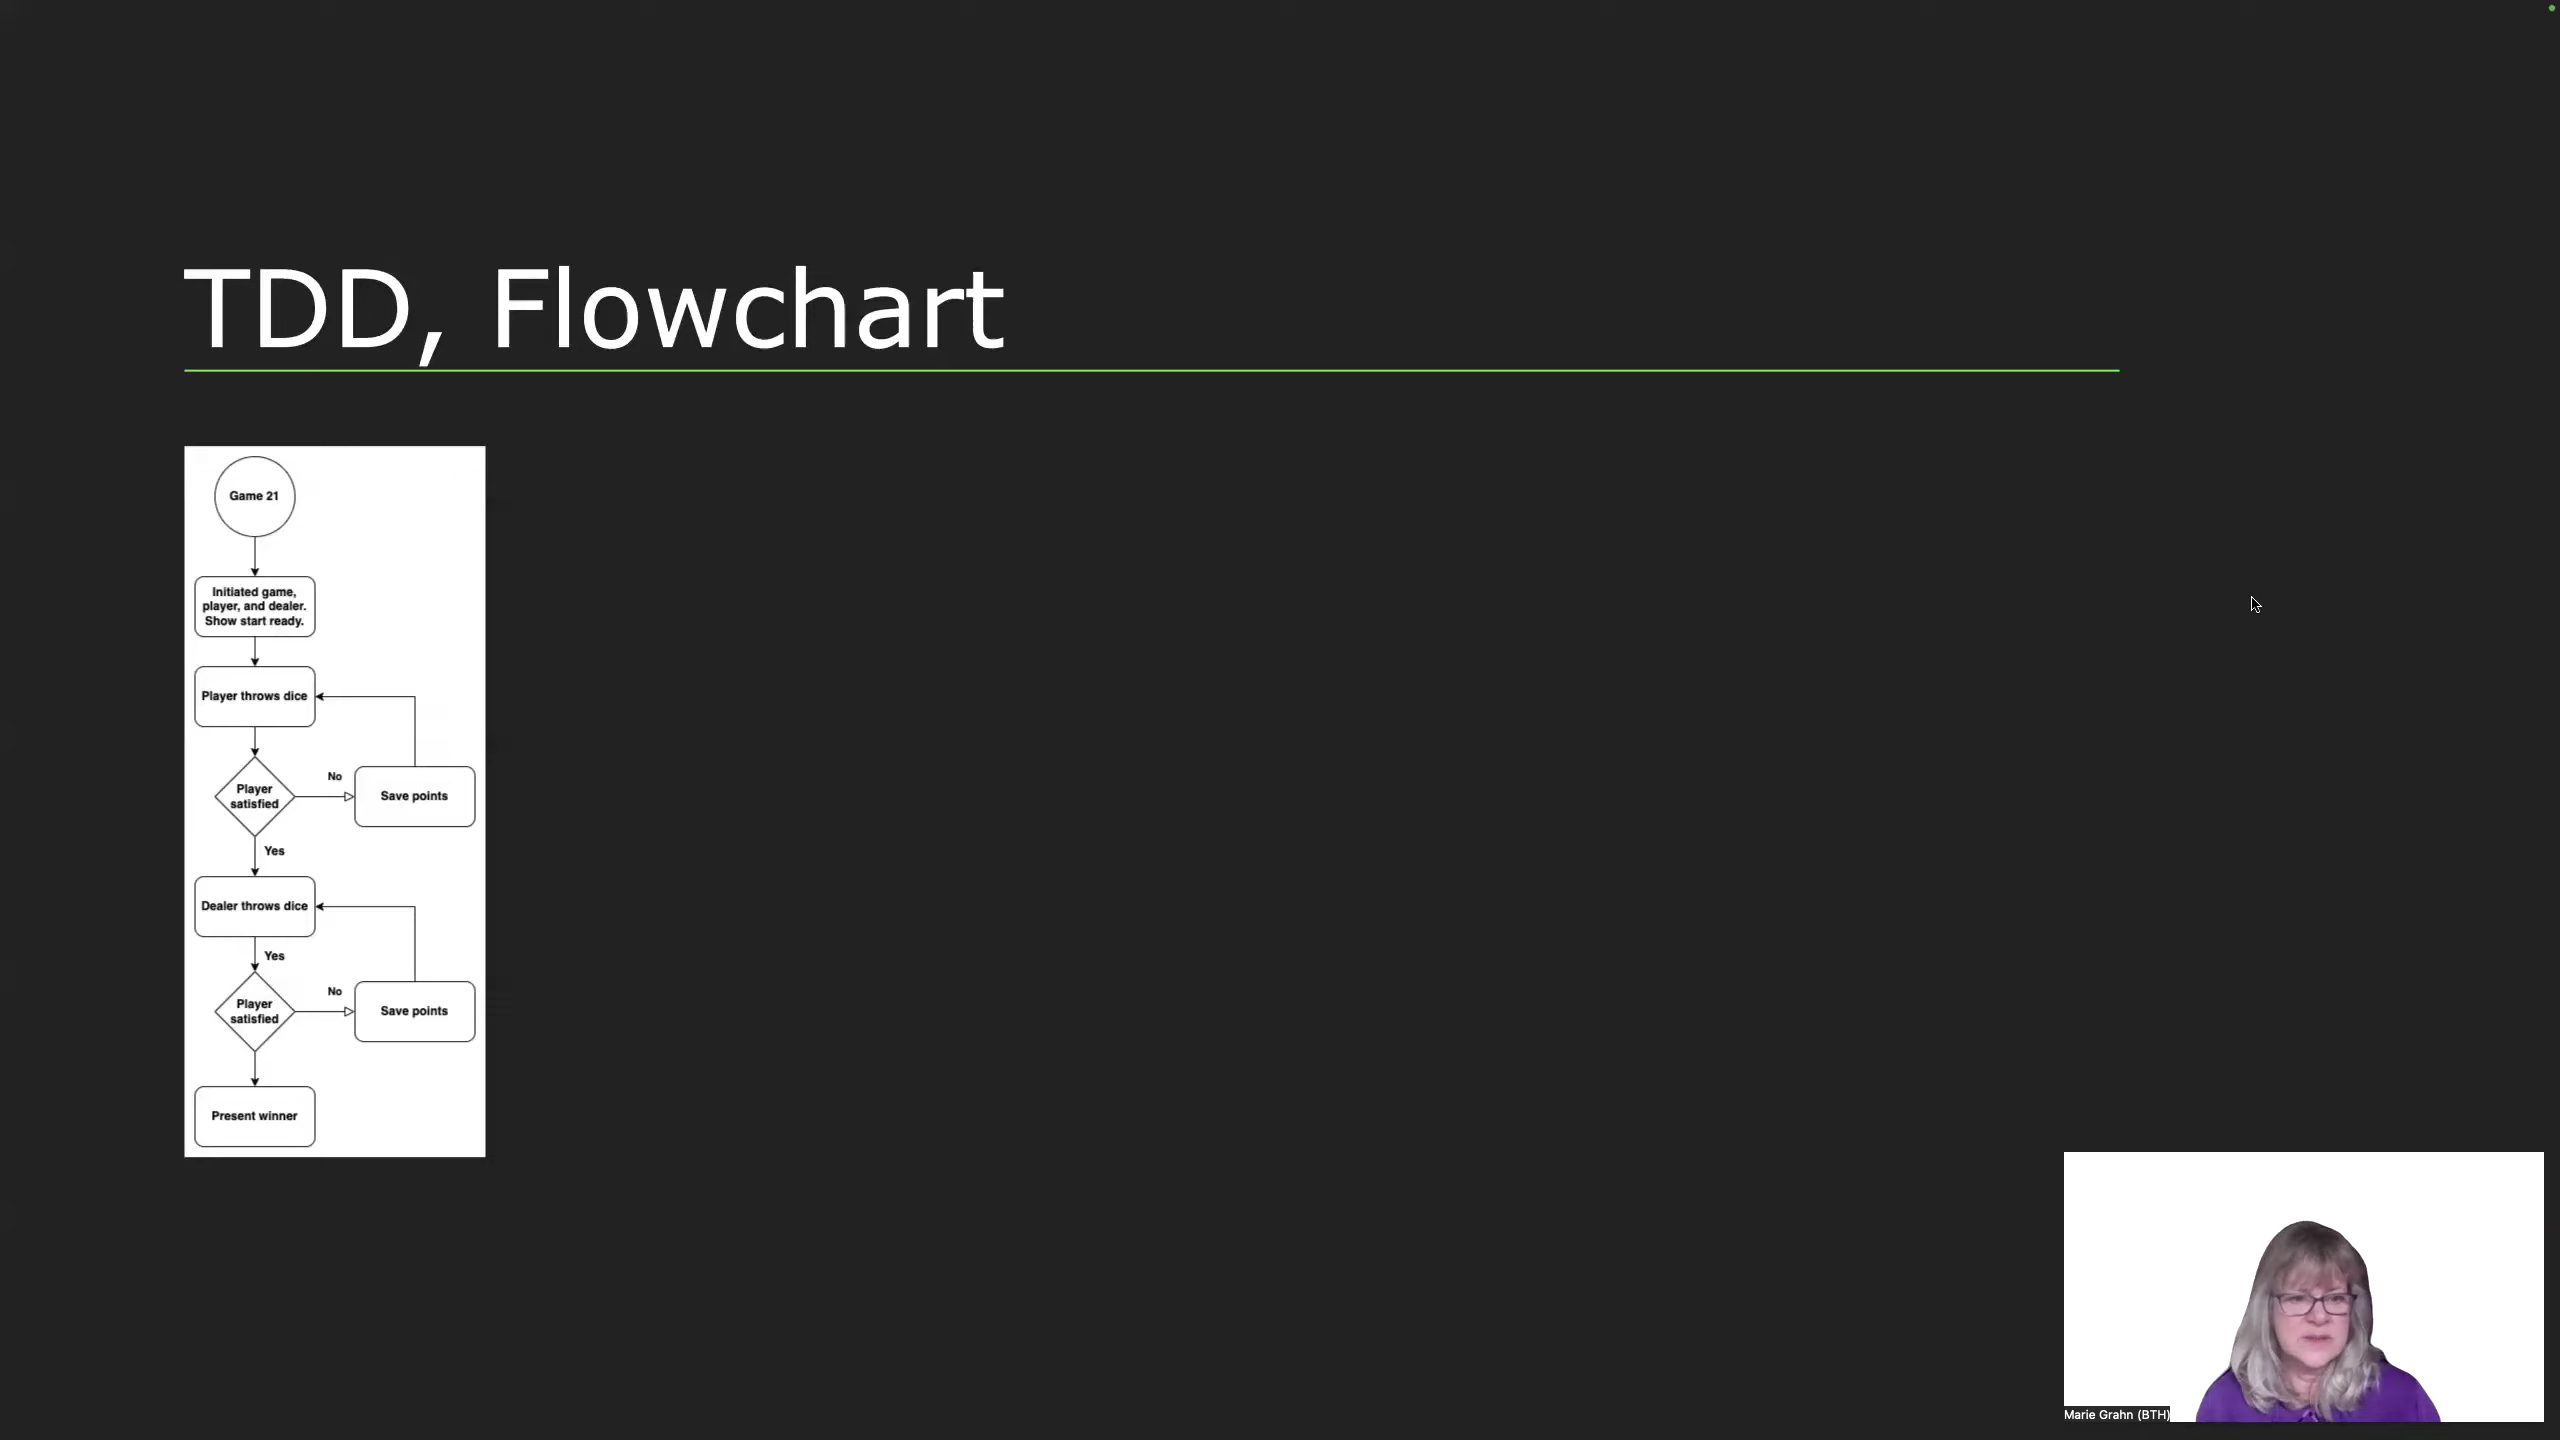 TDD, Flowchart
Game 21
Initiated game,
player, and dealer.
Show start ready.
Player throws dice
Player
satisfied
No
Save points
Yes
Dealer throws dice
Yes
Player
satisfied
No
Save points
Present winner
Marie Grahn (BTH)